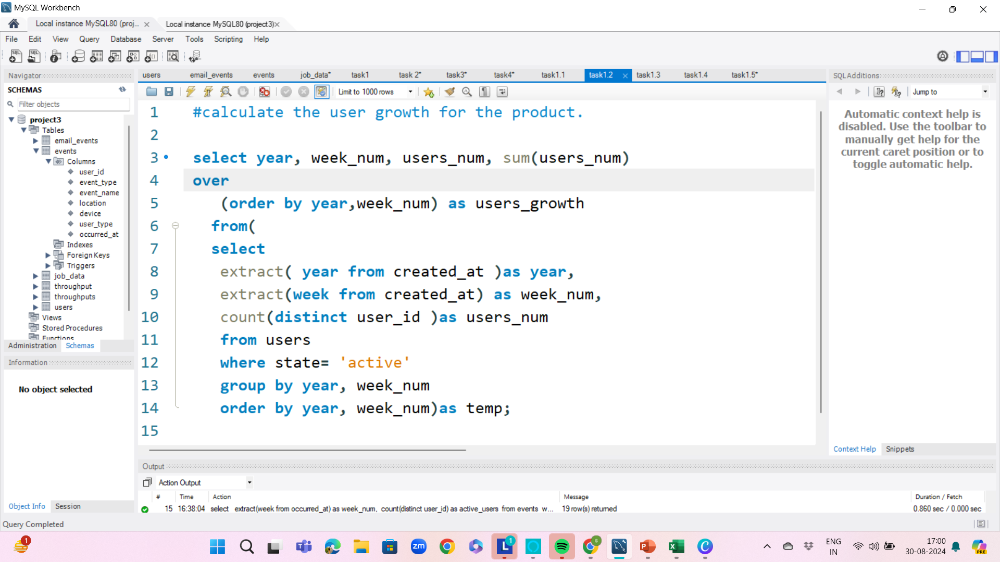 MySQL Workbench
Local instance MySQL80 (proj...
Local instance MySQL80 (project3)
File Edit View Query Database Server Tools Scripting Help
Navigator
SCHEMAS
Filter objects
project3
Tables
email_events
events
Columns
user_id
event_type
event_name
location
device
user_type
occurred_at
Indexes
Foreign Keys
Triggers
job_data
throughput
throughputs
users
Views
Stored Procedures
Functions
Administration Schemas
Information
No object selected
Object Info Session
users email_events events job_data* task1 task 2* task3* task4* task1.1 task1.2 task1.3 task1.4 task1.5*
Limit to 1000 rows
1 #calculate the user growth for the product.
2
3 select year, week_num, users_num, sum(users_num)
4 over
5 (order by year,week_num) as users_growth
6 from(
7 select
8 extract( year from created_at )as year,
9 extract(week from created_at) as week_num,
10 count(distinct user_id )as users_num
11 from users
12 where state= 'active'
13 group by year, week_num
14 order by year, week_num)as temp;
15
SQLAdditions
Jump to
Automatic context help is
disabled. Use the toolbar to
manually get help for the
current caret position or to
toggle automatic help.
Context Help Snippets
Output
Action Output
# Time Action Message Duration / Fetch
15 16:38:04 select extract(week from occurred_at) as week_num, count(distinct user_id) as active_users from events w... 19 row(s) returned 0.860 sec / 0.000 sec
Query Completed
1
zm
L
1
S
PRE
ENG
IN
17:00
30-08-2024